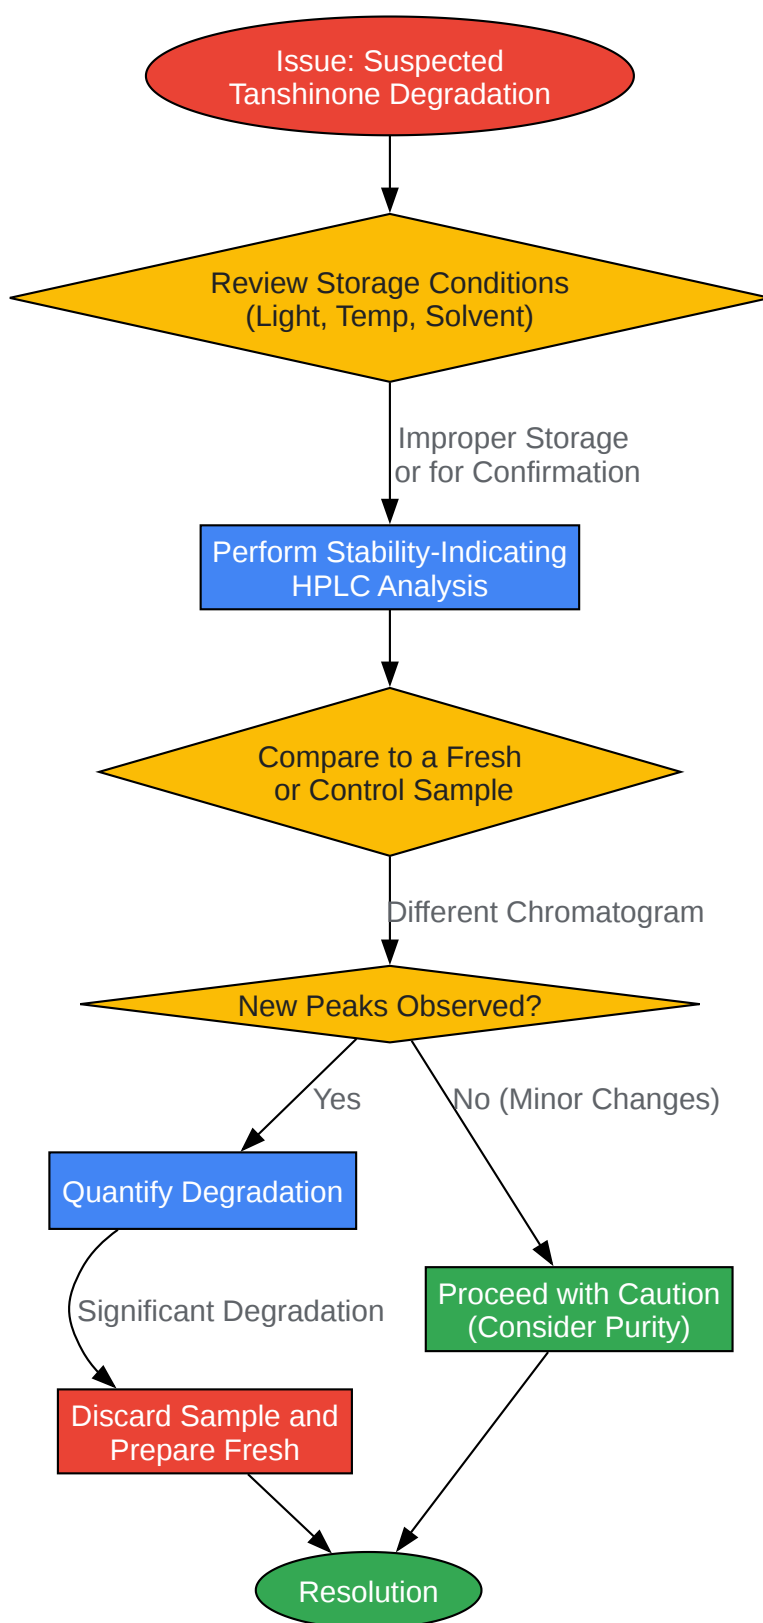 Issue: Suspected
Tanshinone Degradation
Review Storage Conditions
(Light, Temp, Solvent)
Improper Storage
or for Confirmation
Perform Stability-Indicating
HPLC Analysis
Compare to a Fresh
or Control Sample
Different Chromatogram
New Peaks Observed?
Yes
No (Minor Changes)
Quantify Degradation
Significant Degradation
Proceed with Caution
(Consider Purity)
Discard Sample and
Prepare Fresh
Resolution